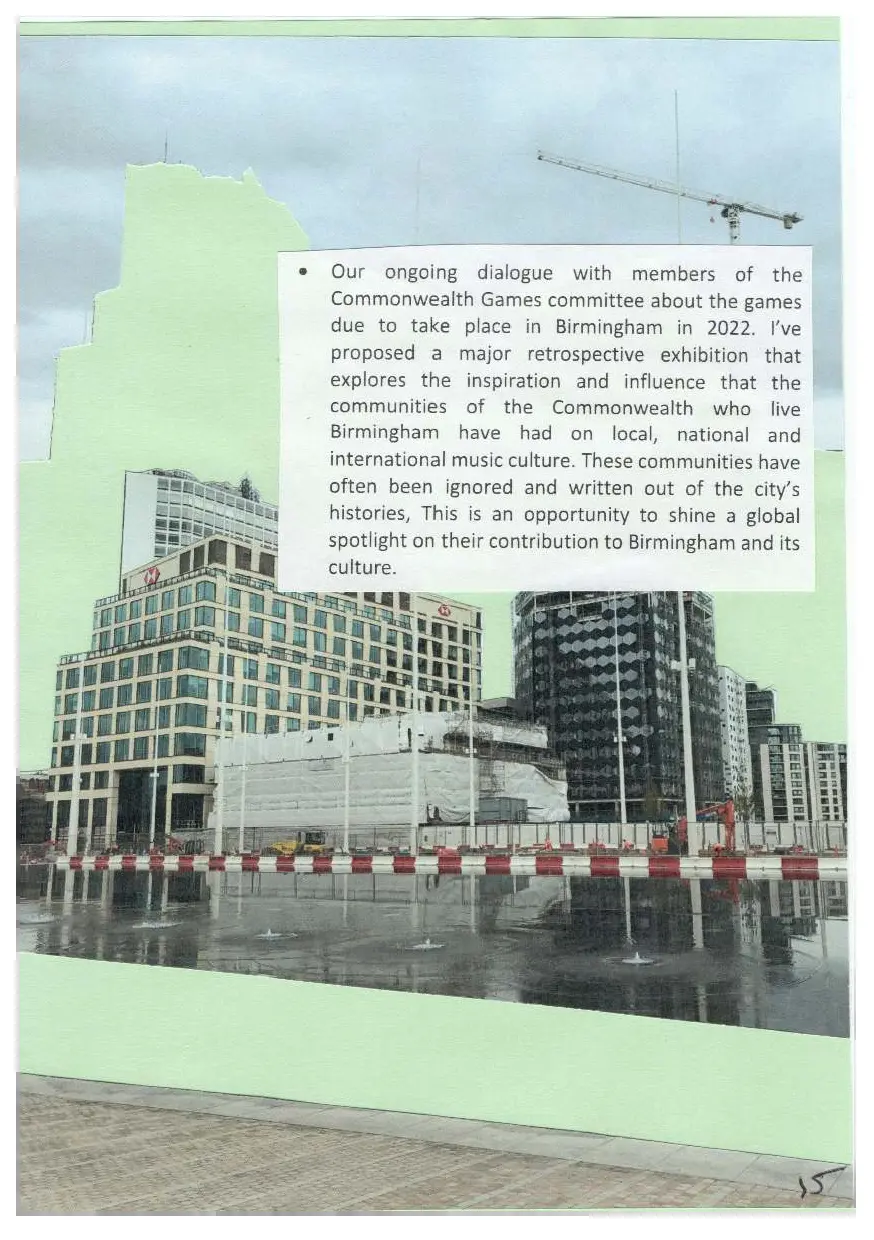 • Our ongoing dialogue with members of the
Commonwealth Games committee about the games
due to take place in Birmingham in 2022. I’ve
proposed a major retrospective exhibition that
explores the inspiration and influence that the
communities of the Commonwealth who live
Birmingham have had on local, national and
international music culture. These communities have
often been ignored and written out of the city’s
histories, This is an opportunity to shine a global
spotlight on their contribution to Birmingham and its
culture.
15